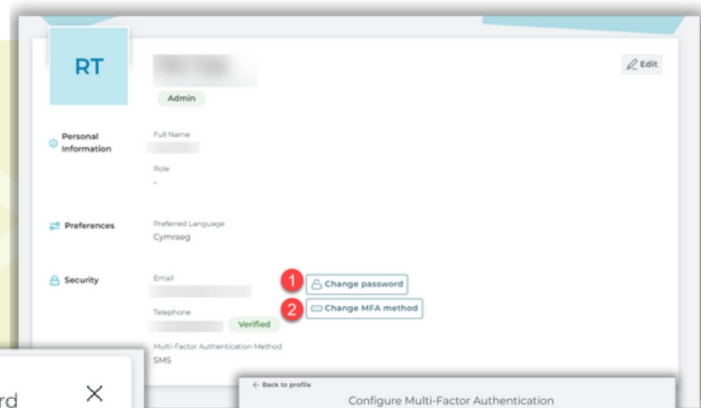 RT
Edit
Admin
Personal Information
Full Name
Role
-
Preferences
Preferred Language
Cymraeg
Security
Email
1 Change password
Telephone
Verified
2 Change MFA method
Multi-Factor Authentication Method
SMS
← Back to profile
Configure Multi-Factor Authentication